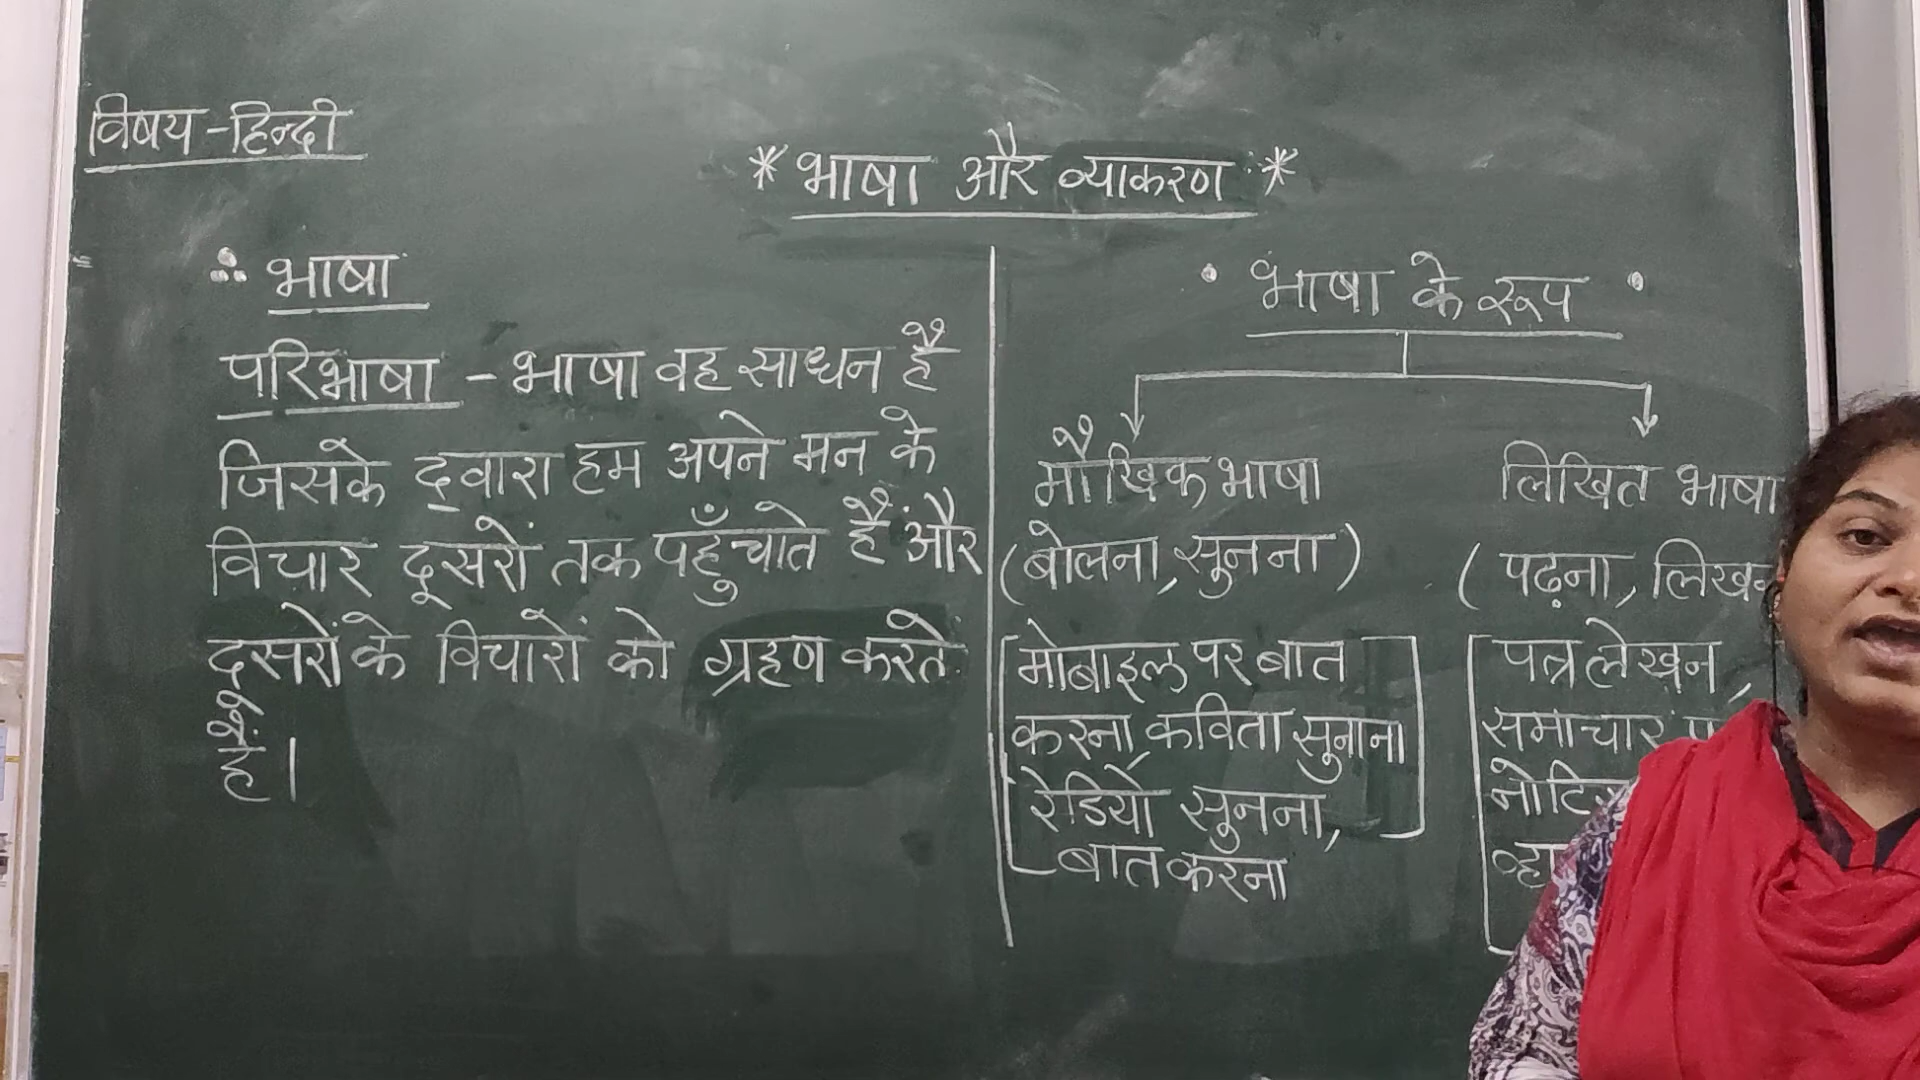 विषय - हिन्दी
* भाषा और व्याकरण *
∴ भाषा
परिभाषा - भाषा वह साधन है
जिसके द्वारा हम अपने मन के
विचार दूसरों तक पहुँचाते हैं और
दूसरों के विचारों को ग्रहण करते
हैं।
• भाषा के रूप •
मौखिक भाषा
(बोलना, सुनना)
[मोबाइल पर बात
करना, कविता सुनाना
रेडियो सुनना,
बात करना]
लिखित भाषा
(पढ़ना,
[पत्र लेखन,
समाचार